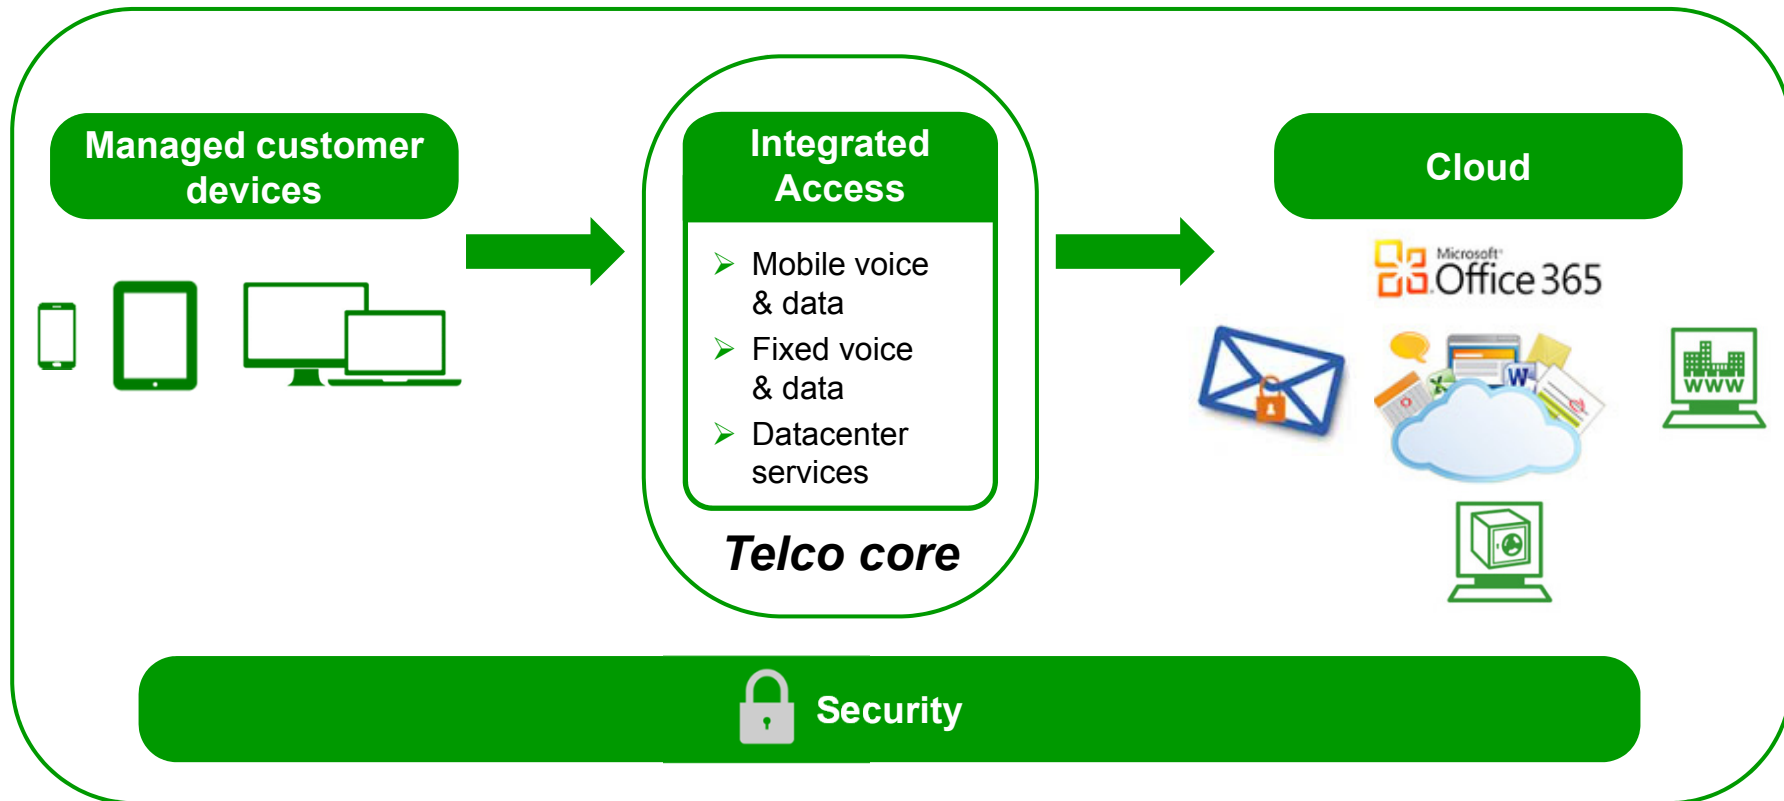 Managed customer
devices
Integrated
Access
➢ Mobile voice
& data
➢ Fixed voice
& data
➢ Datacenter
services
Telco core
Cloud
Microsoft
Office 365
W
WWW
Security